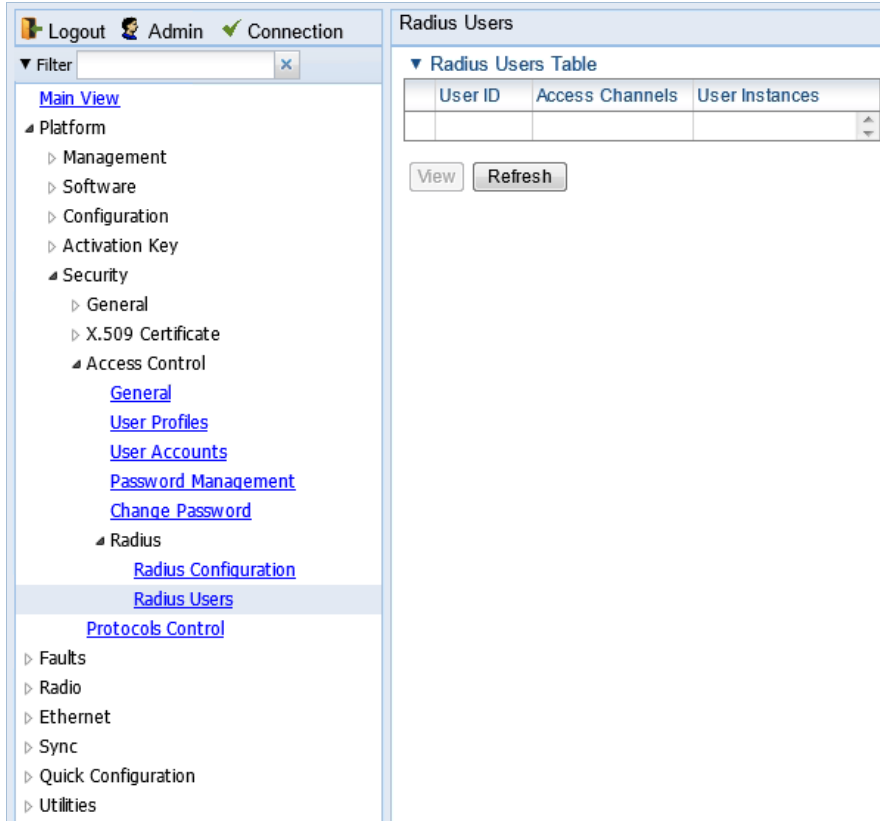 Logout Admin Connection
Filter
Main View
Platform
Management
Software
Configuration
Activation Key
Security
General
X.509 Certificate
Access Control
General
User Profiles
User Accounts
Password Management
Change Password
Radius
Radius Configuration
Radius Users
Protocols Control
Faults
Radio
Ethernet
Sync
Quick Configuration
Utilities
Radius Users
Radius Users Table
User ID Access Channels User Instances
View Refresh